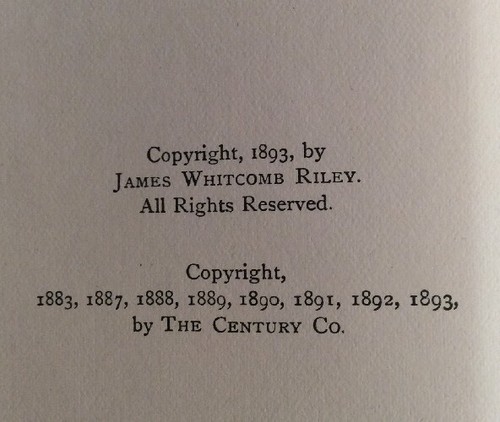 Copyright, 1893, by
JAMES WHITCOMB RILEY.
All Rights Reserved.
Copyright,
1883, 1887, 1888, 1889, 1890, 1891, 1892, 1893,
by THE CENTURY CO.